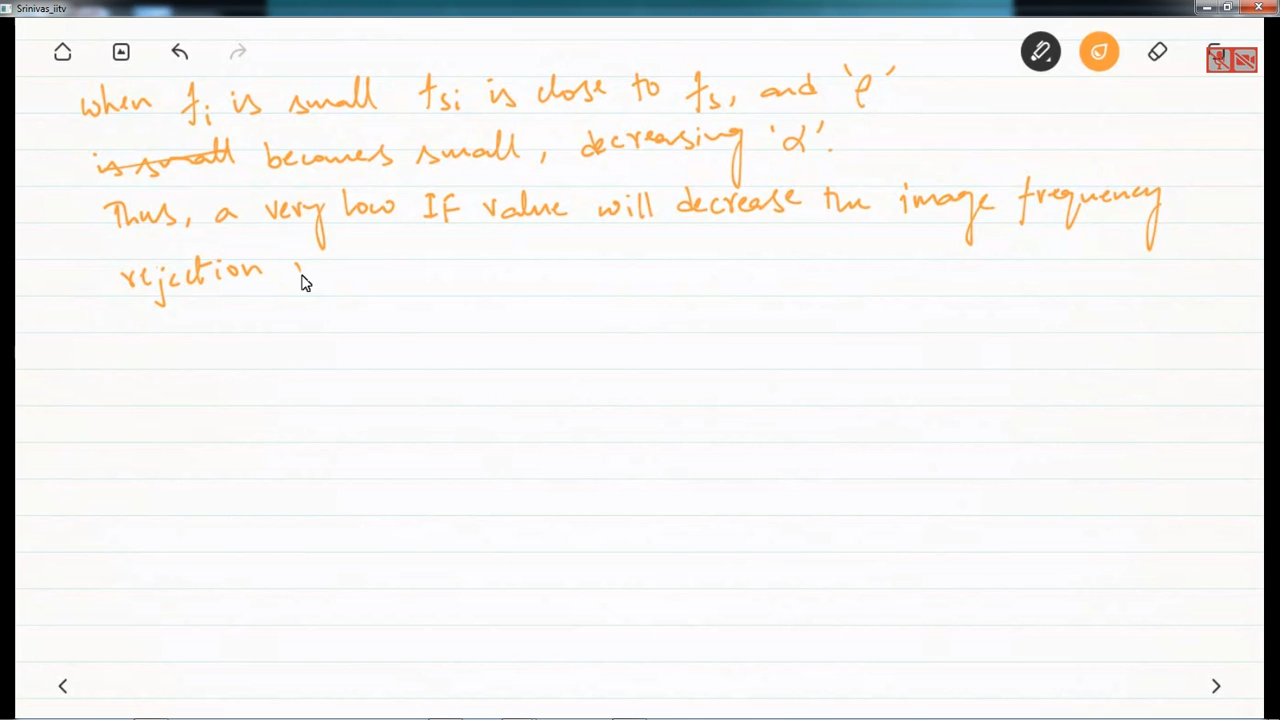 Srinivas_iitv
when fi is small fsi is close to fs, and 'ρ'
is small becomes small, decreasing 'α'.
Thus, a very low IF value will decrease the image frequency
rejection